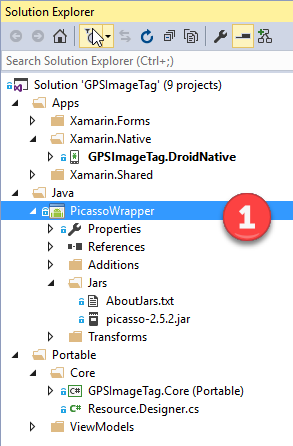 Solution Explorer
Search Solution Explorer (Ctrl+;)
Solution 'GPSImageTag' (9 projects)
Apps
Xamarin.Forms
Xamarin.Native
GPSImageTag.DroidNative
Xamarin.Shared
Java
PicassoWrapper
1
Properties
References
Additions
Jars
AboutJars.txt
picasso-2.5.2.jar
Transforms
Portable
Core
C# GPSImageTag.Core (Portable)
C# Resource.Designer.cs
ViewModels